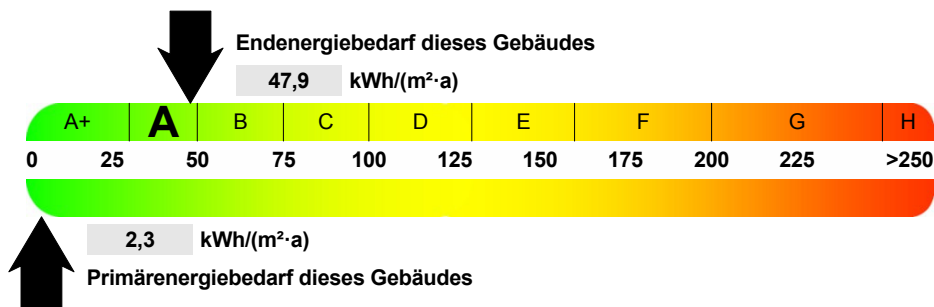 Endenergiebedarf dieses Gebäudes
47,9 kWh/(m²·a)
A+ A B C D E F G H
0 25 50 75 100 125 150 175 200 225 >250
2,3 kWh/(m²·a)
Primärenergiebedarf dieses Gebäudes